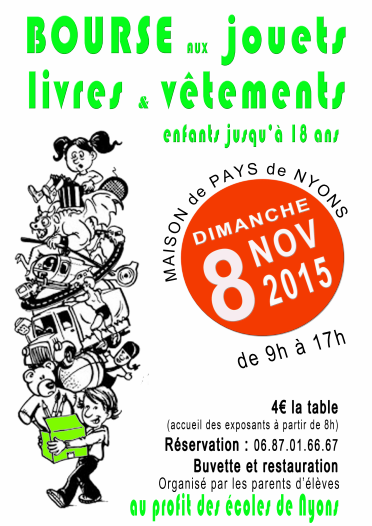 BOURSE AUX jouets
livres & vêtements
enfants jusqu'à 18 ans
MAISON de PAYS de NYONS
DIMANCHE
8 NOV
2015
de 9h à 17h
4€ la table
(accueil des exposants à partir de 8h)
Réservation : 06.87.01.66.67
Buvette et restauration
Organisé par les parents d'élèves
au profit des écoles de Nyons